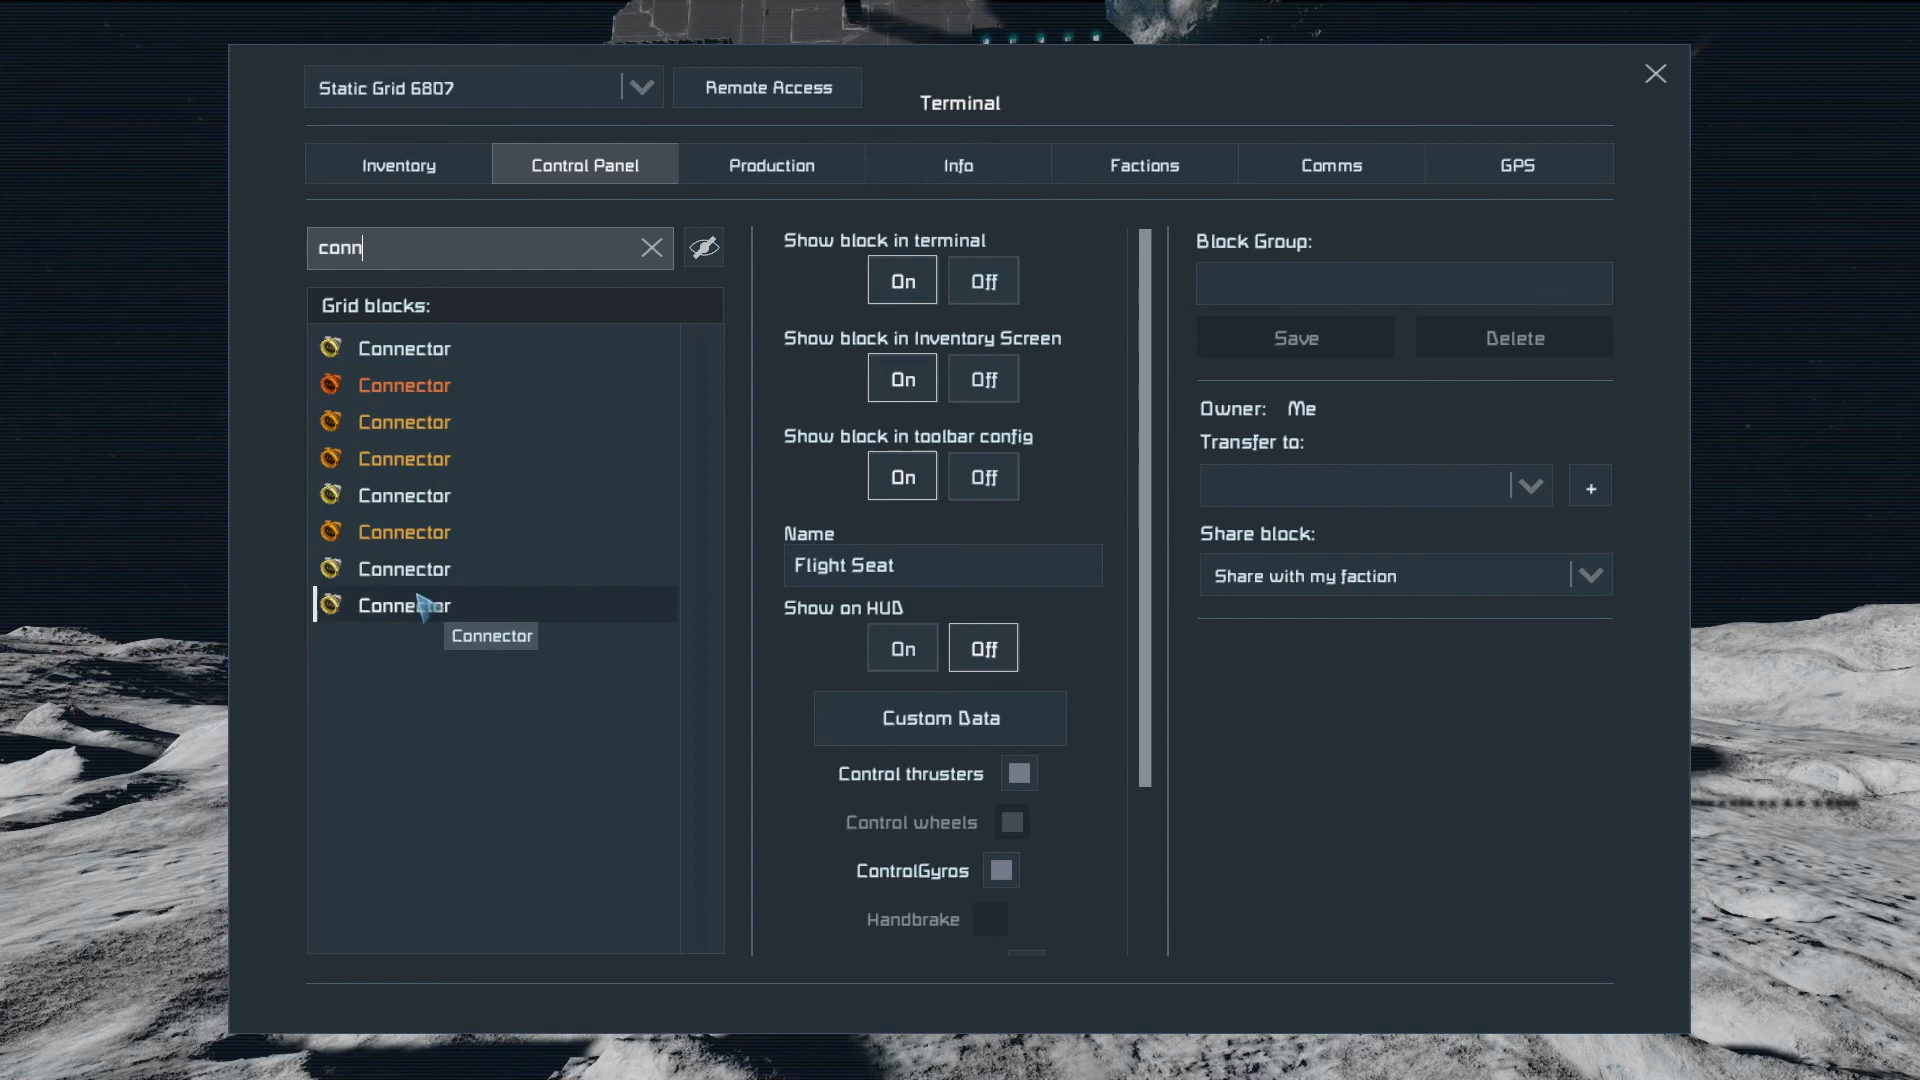 Static Grid 6807
Remote Access
Terminal
Inventory
Control Panel
Production
Info
Factions
Comms
GPS
conn
Grid blocks:
Connector
Connector
Connector
Connector
Connector
Connector
Connector
Connector
Connector
Show block in terminal
On Off
Show block in Inventory Screen
On Off
Show block in toolbar config
On Off
Name
Flight Seat
Show on HUD
On Off
Custom Data
Control thrusters
Control wheels
ControlGyros
Handbrake
Block Group:
Save Delete
Owner: Me
Transfer to:
+
Share block:
Share with my faction